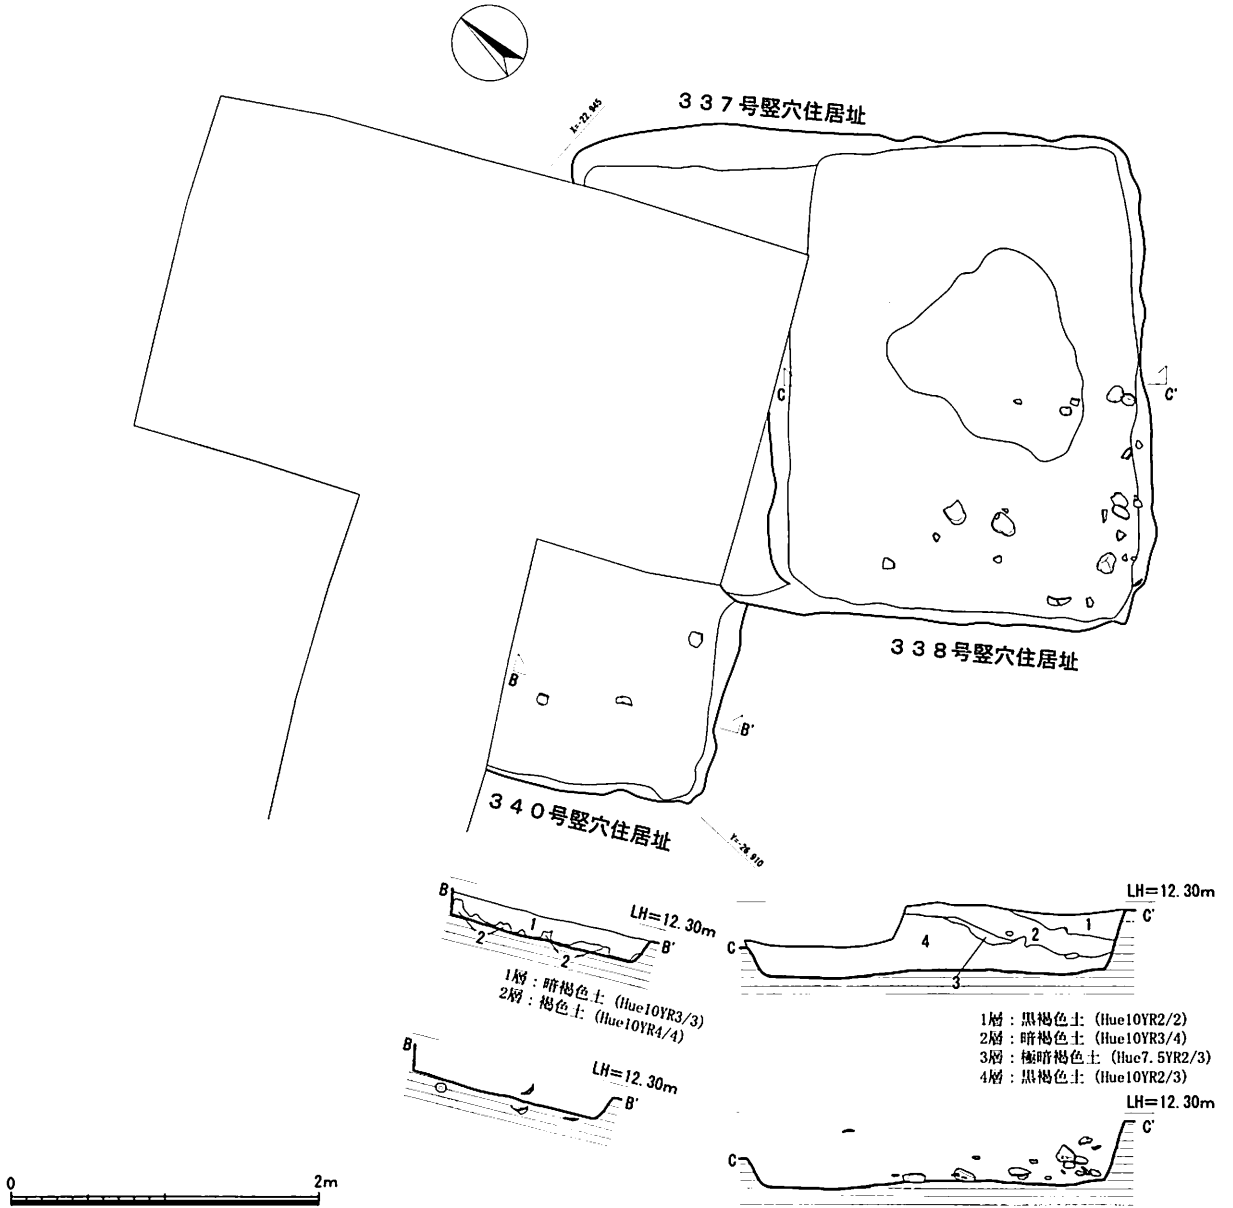 X=-22.945
３３７号竪穴住居址
C
C'
３３８号竪穴住居址
B
B'
３４０号竪穴住居址
Y=-26.910
B
1
2
2
LH=12.30m
B'
1層：暗褐色土 (Hue10YR3/3)
2層：褐色土 (Hue10YR4/4)
LH=12.30m
C
C'
1
2
3
4
1層：黒褐色土 (Hue10YR2/2)
2層：暗褐色土 (Hue10YR3/4)
3層：極暗褐色土 (Hue7.5YR2/3)
4層：黒褐色土 (Hue10YR2/3)
B
LH=12.30m
B'
LH=12.30m
C
C'
0
2m